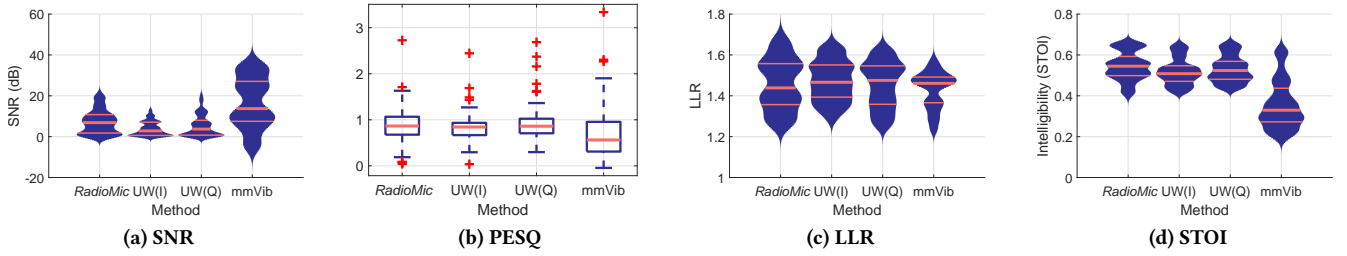 60
40
20
0
-20
SNR (dB)
RadioMic UW(I) UW(Q) mmVib
Method
(a) SNR
3
2
1
0
PESQ
RadioMic UW(I) UW(Q) mmVib
Method
(b) PESQ
1.8
1.6
1.4
1.2
1
LLR
RadioMic UW(I) UW(Q) mmVib
Method
(c) LLR
0.8
0.6
0.4
0.2
0
Intelligibility (STOI)
RadioMic UW(I) UW(Q) mmVib
Method
(d) STOI